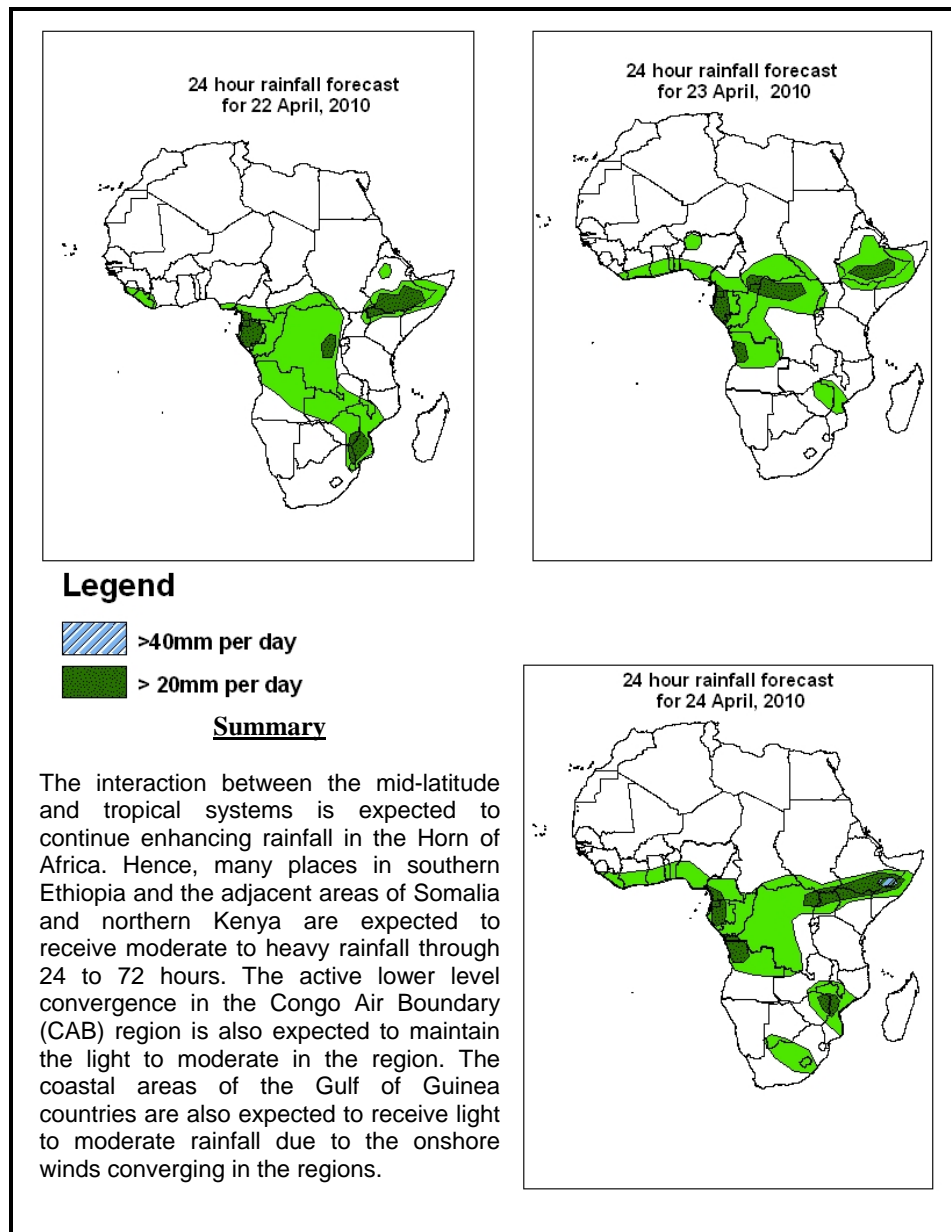 24 hour rainfall forecast
for 22 April, 2010
24 hour rainfall forecast
for 23 April, 2010
Legend
>40mm per day
> 20mm per day
24 hour rainfall forecast
for 24 April, 2010
Summary
The interaction between the mid-latitude
and tropical systems is expected to
continue enhancing rainfall in the Horn of
Africa. Hence, many places in southern
Ethiopia and the adjacent areas of Somalia
and northern Kenya are expected to
receive moderate to heavy rainfall through
24 to 72 hours. The active lower level
convergence in the Congo Air Boundary
(CAB) region is also expected to maintain
the light to moderate in the region. The
coastal areas of the Gulf of Guinea
countries are also expected to receive light
to moderate rainfall due to the onshore
winds converging in the regions.